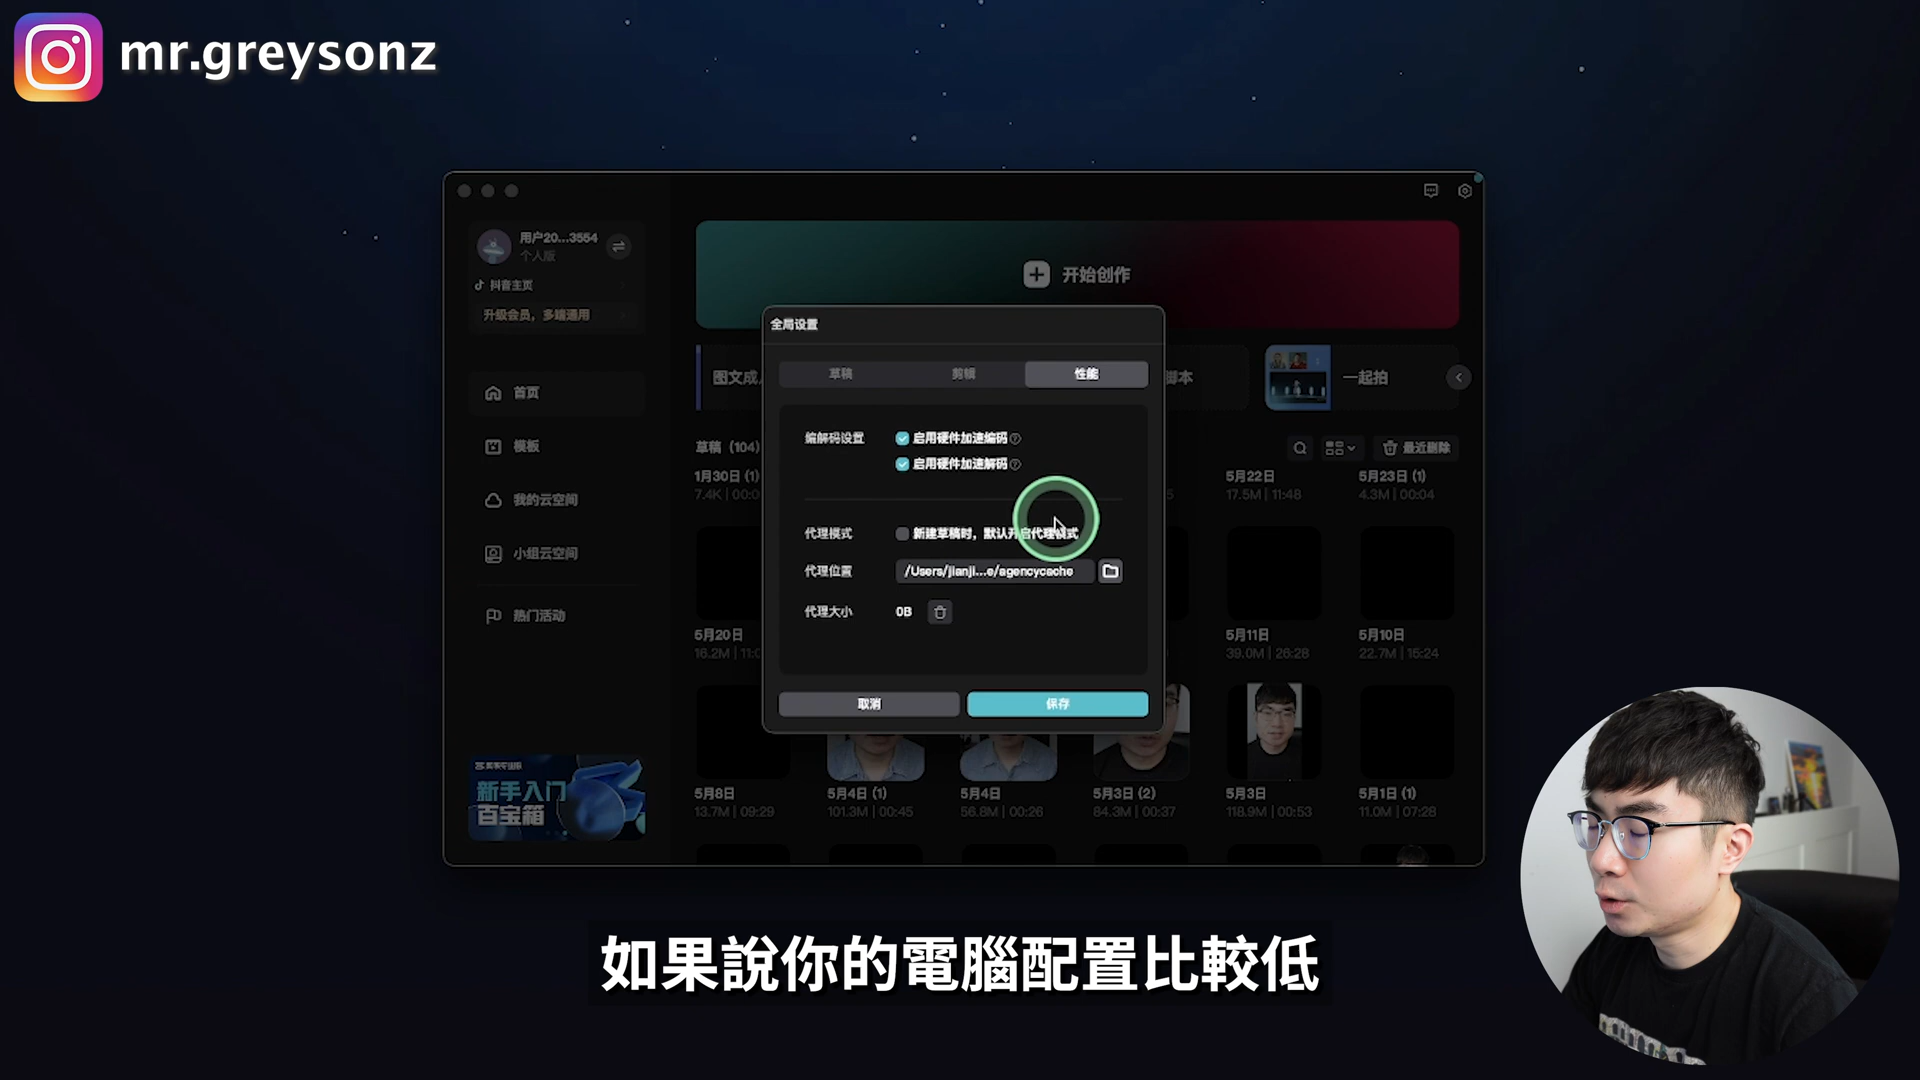 mr.greysonz
用户20...3554
个人版
抖音主页
升级会员，多端通用
首页
模板
我的云空间
小组云空间
热门活动
新手入门
百宝箱
开始创作
图文成
脚本
一起拍
草稿（104）
最近删除
1月30日 (1)
5月22日
17.5M | 11:48
5月23日 (1)
4.3M | 00:04
5月20日
5月11日
39.0M | 26:28
5月10日
22.7M | 15:24
5月8日
13.7M | 09:29
5月4日 (1)
101.3M | 00:45
5月4日
56.8M | 00:26
5月3日 (2)
84.3M | 00:37
5月3日
118.9M | 00:53
5月1日 (1)
11.0M | 07:28
全局设置
草稿
剪辑
性能
编解码设置
启用硬件加速编码
启用硬件加速解码
代理模式
新建草稿时，默认开启代理模式
代理位置
/Users/jianji...e/agencycache
代理大小
0B
取消
保存
如果說你的電腦配置比較低